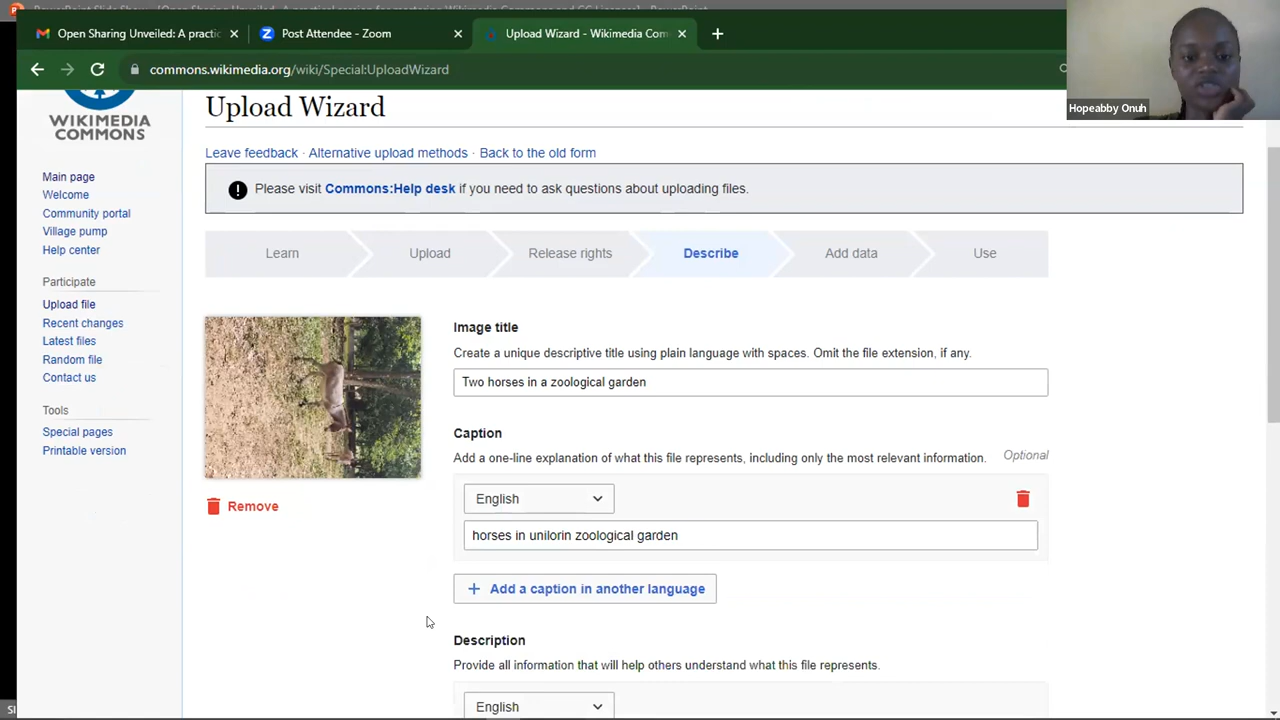 Open Sharing Unveiled: A practic
Post Attendee - Zoom
Upload Wizard - Wikimedia Com
commons.wikimedia.org/wiki/Special:UploadWizard
Hopeabby Onuh
WIKIMEDIA
COMMONS
Main page
Welcome
Community portal
Village pump
Help center
Participate
Upload file
Recent changes
Latest files
Random file
Contact us
Tools
Special pages
Printable version
Upload Wizard
Leave feedback · Alternative upload methods · Back to the old form
Please visit Commons:Help desk if you need to ask questions about uploading files.
Learn Upload Release rights Describe Add data Use
Remove
Image title
Create a unique descriptive title using plain language with spaces. Omit the file extension, if any.
Two horses in a zoological garden
Caption
Add a one-line explanation of what this file represents, including only the most relevant information. Optional
English
horses in unilorin zoological garden
+ Add a caption in another language
Description
Provide all information that will help others understand what this file represents.
English